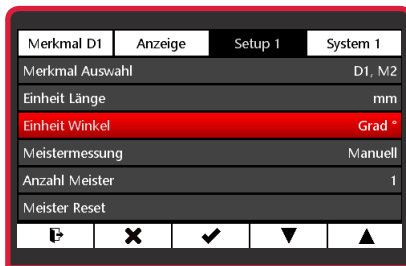 Merkmal D1 Anzeige Setup 1 System 1
Merkmal Auswahl D1, M2
Einheit Länge mm
Einheit Winkel Grad °
Meistermessung Manuell
Anzahl Meister 1
Meister Reset